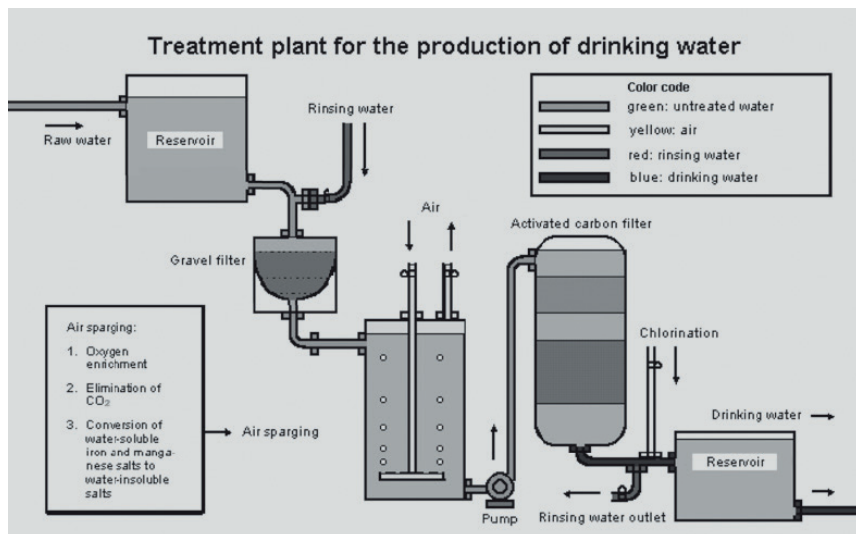 Treatment plant for the production of drinking water
Color code
green: untreated water
yellow: air
red: rinsing water
blue: drinking water
Raw water
Reservoir
Rinsing water
Gravel filter
Air
Activated carbon filter
Air sparging:
1. Oxygen
enrichment
2. Elimination of
CO₂
3. Conversion of
water-soluble
iron and manga-
nese salts to
water-insoluble
salts
Air sparging
Chlorination
Drinking water
Reservoir
Pump
Rinsing water outlet